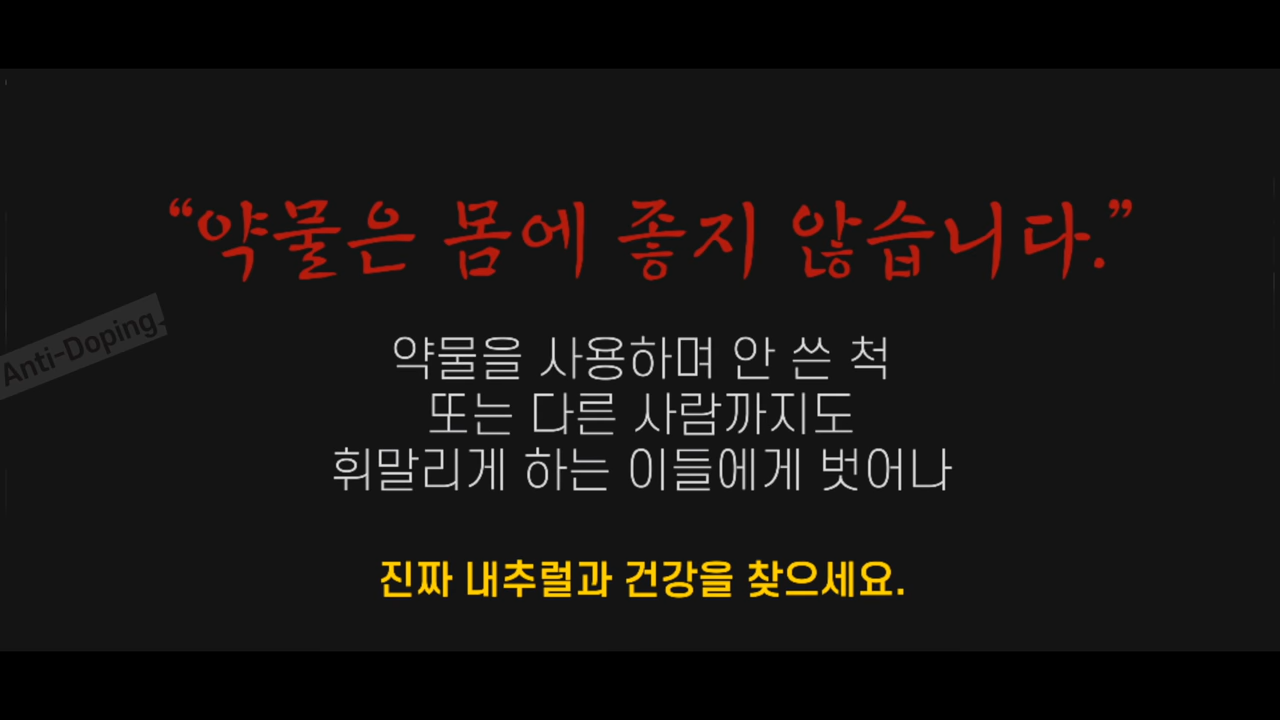 “약물은 몸에 좋지 않습니다.”
Anti-Doping.
약물을 사용하며 안 쓴 척
또는 다른 사람까지도
휘말리게 하는 이들에게 벗어나
진짜 내추럴과 건강을 찾으세요.